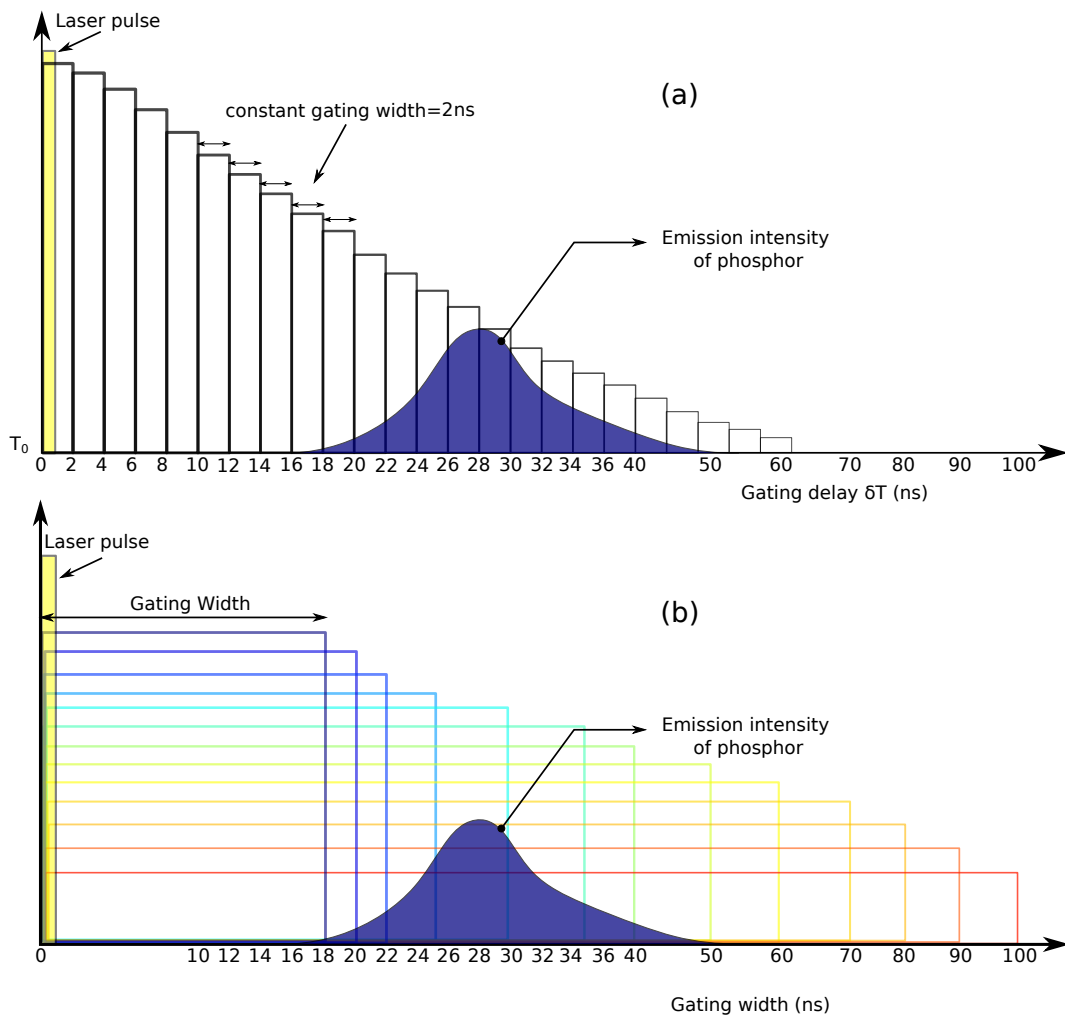 Laser pulse
(a)
constant gating width=2ns
Emission intensity
of phosphor
T0
0 2 4 6 8 10 12 14 16 18 20 22 24 26 28 30 32 34 36 40 50 70 90 100
Gating delay δT (ns)
Laser pulse
Gating Width
(b)
Emission intensity
of phosphor
0 10 12 14 16 18 20 22 24 26 28 30 32 34 36 40 50 60 70 80 90 100
Gating width (ns)